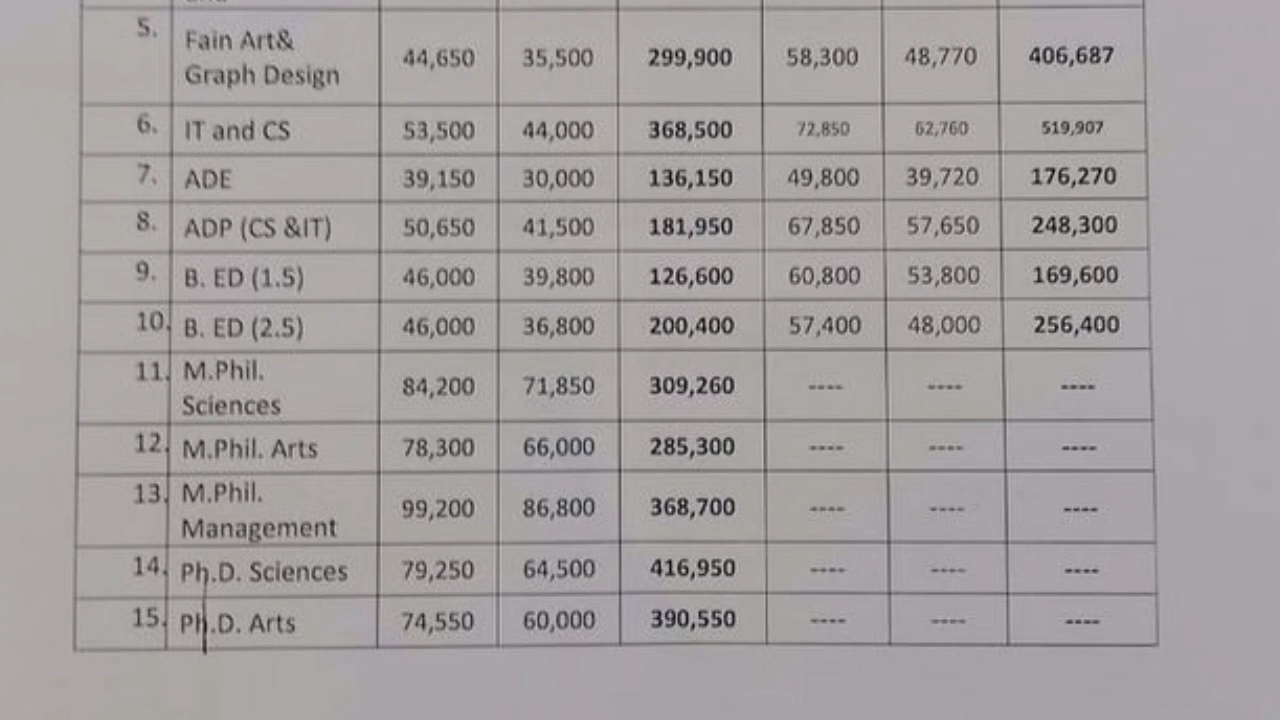 5. Fain Art& Graph Design 44,650 35,500 299,900 58,300 48,770 406,687
6. IT and CS 53,500 44,000 368,500 72,850 62,760 519,907
7. ADE 39,150 30,000 136,150 49,800 39,720 176,270
8. ADP (CS &IT) 50,650 41,500 181,950 67,850 57,650 248,300
9. B. ED (1.5) 46,000 39,800 126,600 60,800 53,800 169,600
10. B. ED (2.5) 46,000 36,800 200,400 57,400 48,000 256,400
11. M.Phil. Sciences 84,200 71,850 309,260 ---- ---- ----
12. M.Phil. Arts 78,300 66,000 285,300 ---- ---- ----
13. M.Phil. Management 99,200 86,800 368,700 ---- ---- ----
14. Ph.D. Sciences 79,250 64,500 416,950 ---- ---- ----
15. Ph.D. Arts 74,550 60,000 390,550 ---- ---- ----